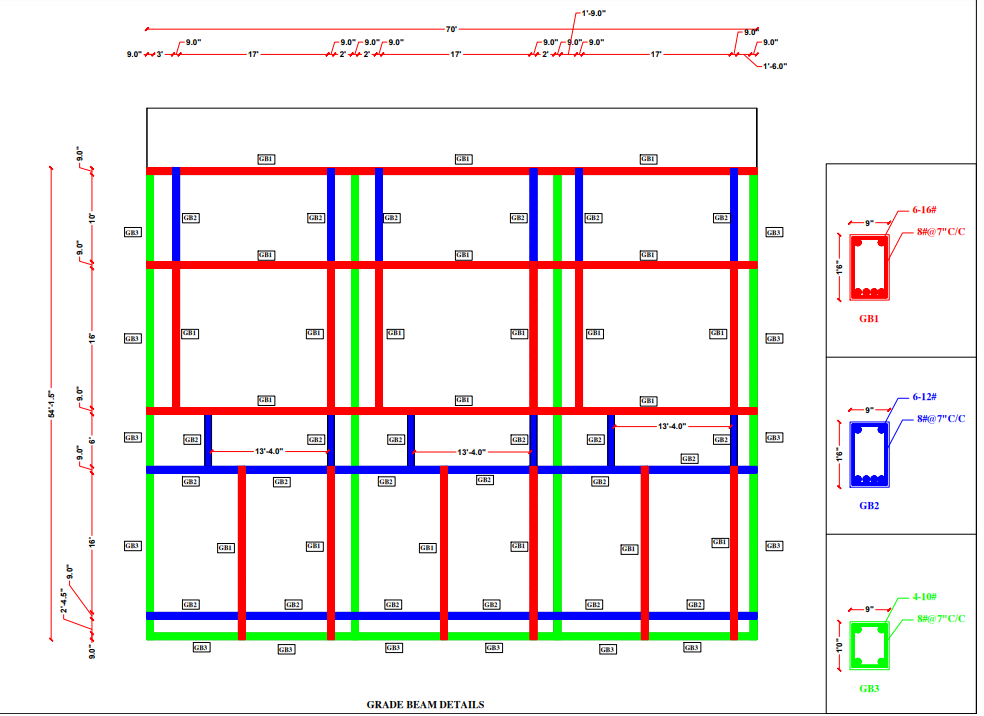 1'-9.0"
70'
9.0"
3'
9.0"
17'
9.0"
2'
9.0"
2'
9.0"
17'
9.0"
2'
9.0"
9.0"
17'
9.0"
9.0"
1'-6.0"
9.0"
GB1
GB1
GB1
10'
GB3
GB2
GB2
GB2
GB2
GB2
GB2
GB3
9.0"
GB1
GB1
GB1
16'
GB3
GB1
GB1
GB1
GB1
GB1
GB1
GB3
54'-1.5"
9.0"
GB1
GB1
GB1
6'
GB3
GB2
GB2
GB2
GB2
13'-4.0"
GB2
GB3
9.0"
13'-4.0"
13'-4.0"
GB2
GB2
GB2
GB2
GB2
GB2
16'
GB3
GB1
GB1
GB1
GB1
GB1
GB1
GB3
9.0"
2'-4.5"
GB2
GB2
GB2
GB2
GB2
GB2
9.0"
GB3
GB3
GB3
GB3
GB3
GB3
GRADE BEAM DETAILS
6-16#
9"
8#@7"C/C
1'6"
GB1
6-12#
9"
8#@7"C/C
1'6"
GB2
4-10#
9"
8#@7"C/C
1'0"
GB3